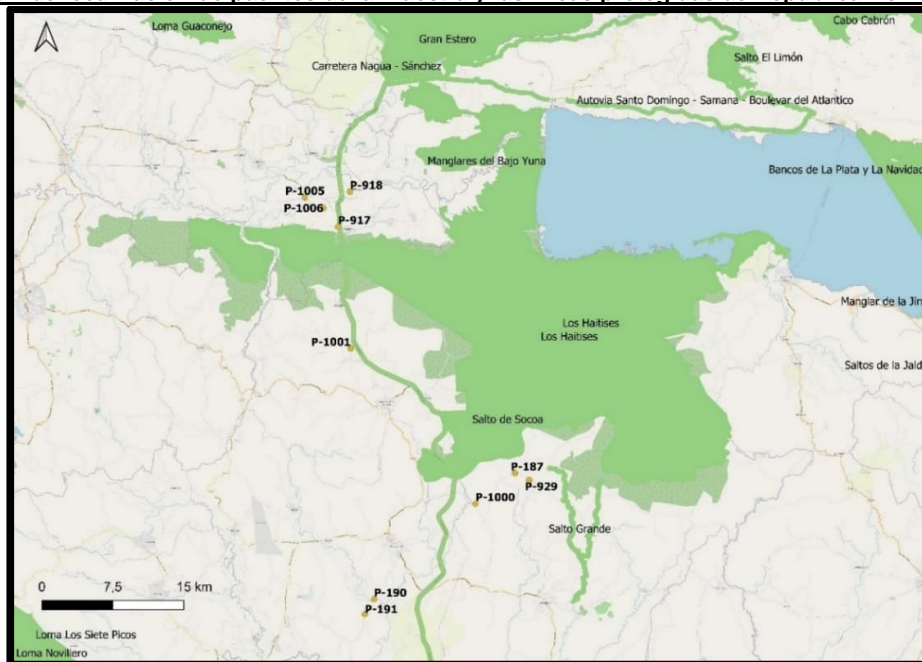 Cabo Cabrón
Loma Guaconejo
Gran Estero
Salto El Limón
Carretera Nagua - Sánchez
Autovia Santo Domingo - Samana - Boulevar del Atlantico
Manglares del Bajo Yuna
Bancos de La Plata y La Navidad
P-1005
P-918
P-1006
P-917
Manglar de la Jin
Los Haitises
Los Haitises
P-1001
Saltos de la Jald
Salto de Socoa
P-187
P-929
P-1000
Salto Grande
0 7,5 15 km
P-190
P-191
Loma Los Siete Picos
Loma Novillero